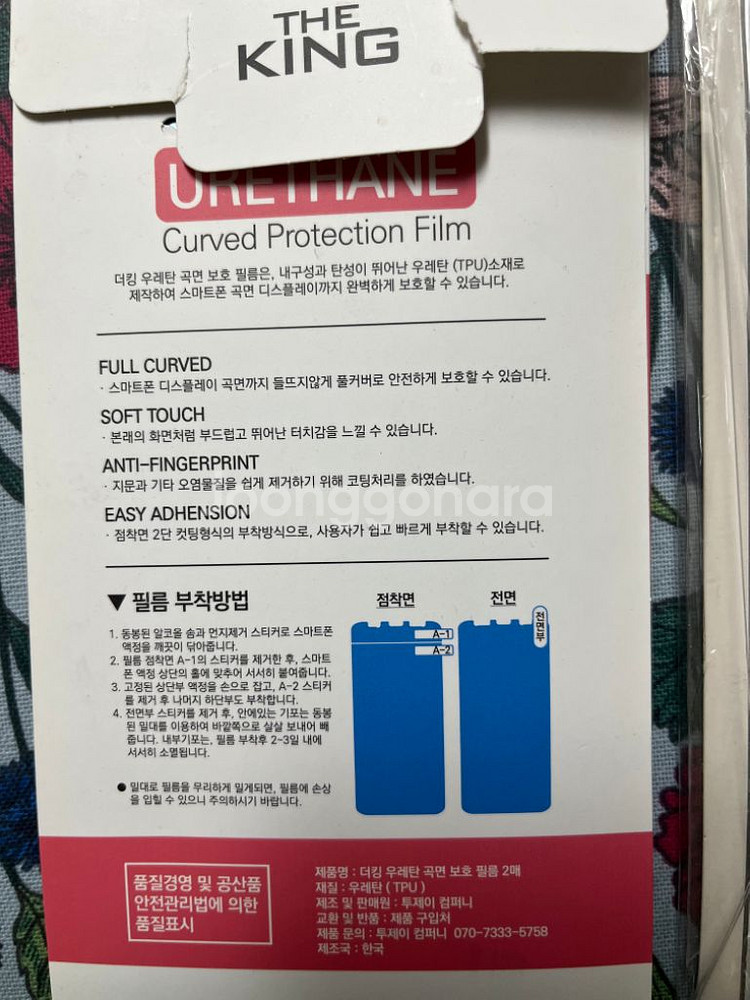 THE
KING
URETHANE
Curved Protection Film
더킹 우레탄 곡면 보호 필름은, 내구성과 탄성이 뛰어난 우레탄 (TPU)소재로
제작하여 스마트폰 곡면 디스플레이까지 완벽하게 보호할 수 있습니다.
FULL CURVED
· 스마트폰 디스플레이 곡면까지 들뜨지않게 풀커버로 안전하게 보호할 수 있습니다.
SOFT TOUCH
· 본래의 화면처럼 부드럽고 뛰어난 터치감을 느낄 수 있습니다.
ANTI-FINGERPRINT
· 지문과 기타 오염물질을 쉽게 제거하기 위해 코팅처리를 하였습니다.
joonggonara
EASY ADHENSION
· 점착면 2단 컷팅형식의 부착방식으로, 사용자가 쉽고 빠르게 부착할 수 있습니다.
▼ 필름 부착방법
1. 동봉된 알코올 솜과 먼지제거 스티커로 스마트폰
액정을 깨끗이 닦아줍니다.
2. 필름 점착면 A-1의 스티커를 제거한 후, 스마트
폰 액정 상단의 홀에 맞추어 서서히 붙여줍니다.
3. 고정된 상단부 액정을 손으로 잡고, A-2 스티커
를 제거 후 나머지 하단부도 부착합니다.
4. 전면부 스티커를 제거 후, 안에있는 기포는 동봉
된 밀대를 이용하여 바깥쪽으로 살살 보내어 빼
줍니다. 내부기포는, 필름 부착후 2-3일 내에
서서히 소멸됩니다.
● 밀대로 필름을 무리하게 밀게되면, 필름에 손상
을 입힐 수 있으니 주의하시기 바랍니다.
점착면
전면
A-1
A-2
전면부
품질경영 및 공산품
안전관리법에 의한
품질표시
제품명 : 더킹 우레탄 곡면 보호 필름 2매
재질 : 우레탄 ( TPU )
제조 및 판매원 : 투제이 컴퍼니
교환 및 반품 : 제품 구입처
제품 문의 : 투제이 컴퍼니 070-7333-5758
제조국 : 한국